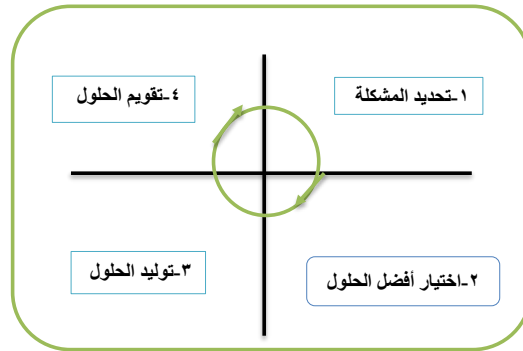 ١-تحديد المشكلة
٤-تقويم الحلول
٢-اختيار أفضل الحلول
٣-توليد الحلول